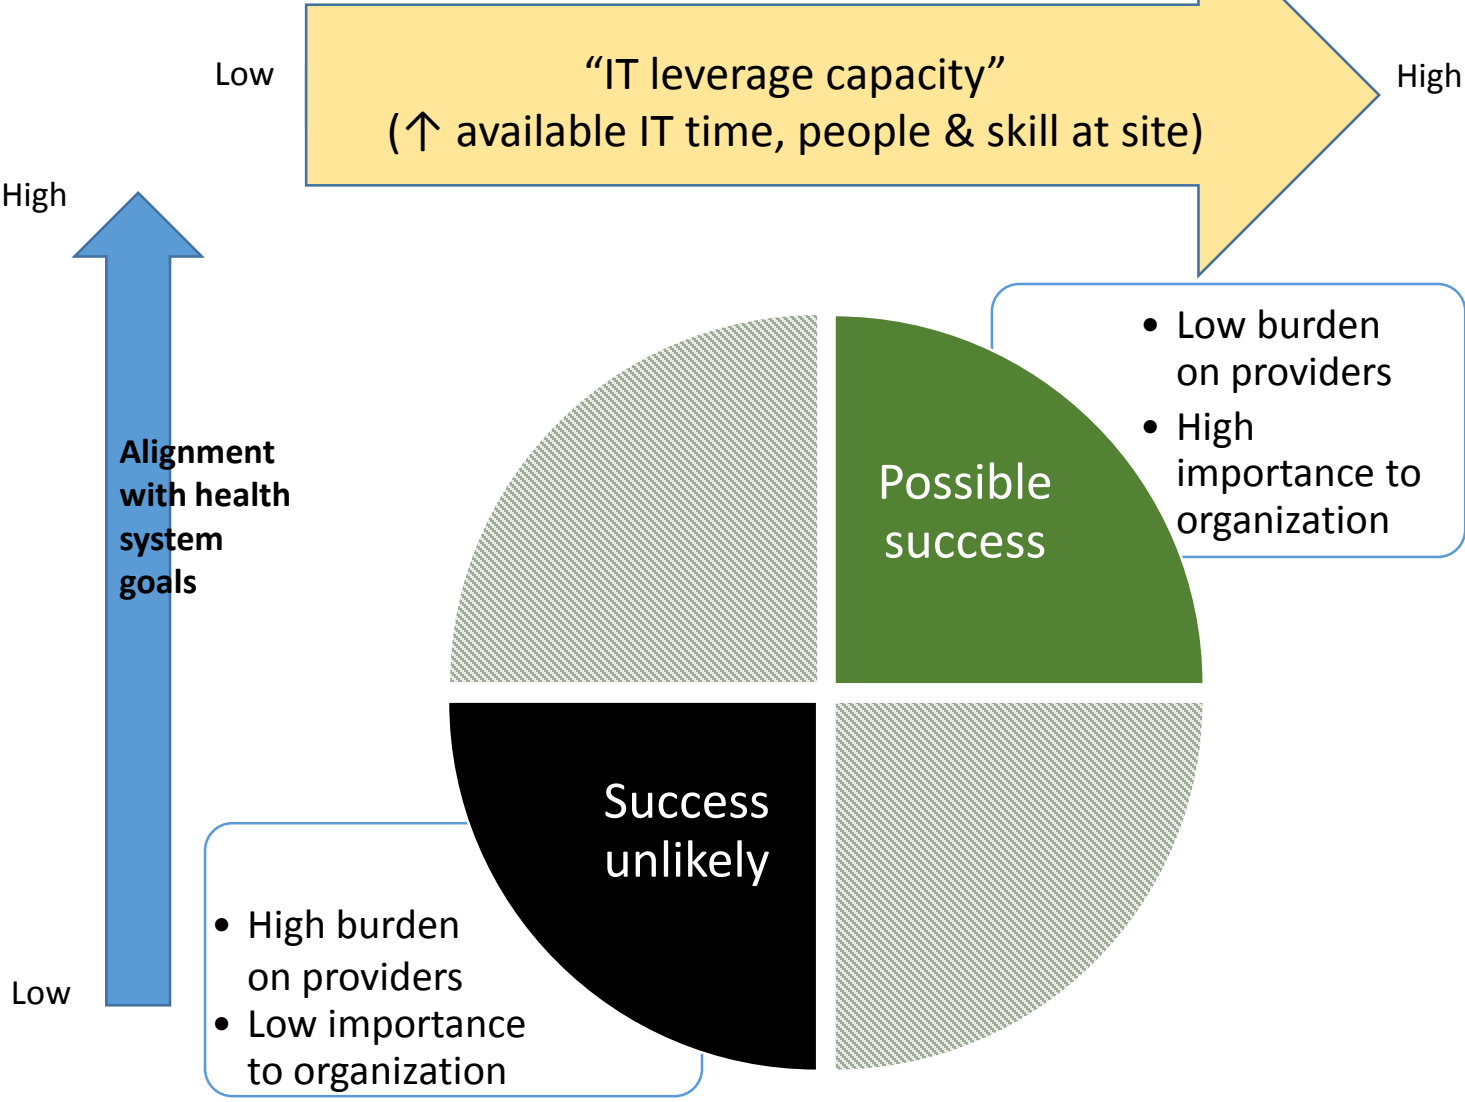 Low
“IT leverage capacity”
(↑ available IT time, people & skill at site)
High
High
Alignment
with health
system
goals
Low
• Low burden
on providers
• High
importance to
organization
Possible
success
Success
unlikely
• High burden
on providers
• Low importance
to organization